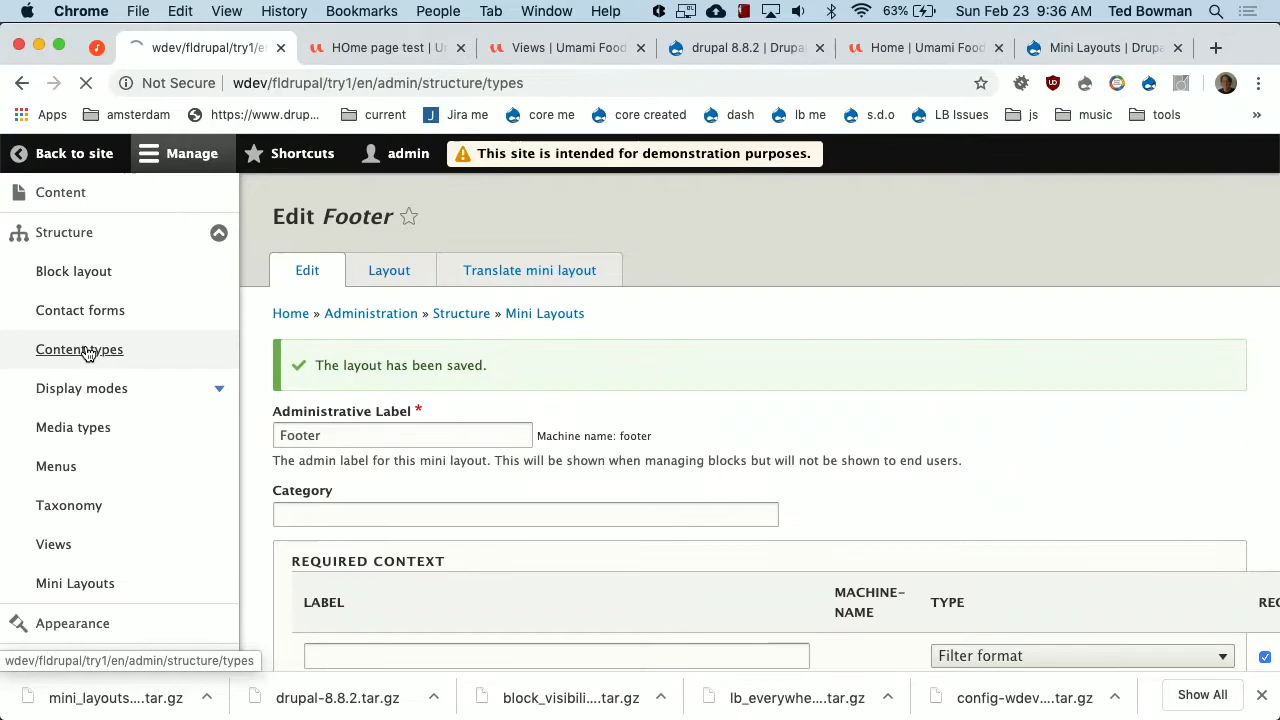 Chrome File Edit View History Bookmarks People Tab Window Help 63% Sun Feb 23 9:36 AM Ted Bowman
wdev/fldrupal/try1/e HOme page test | U Views | Umami Food drupal 8.8.2 | Drupa Home | Umami Food Mini Layouts | Drup
Not Secure wdev/fldrupal/try1/en/admin/structure/types
Apps amsterdam https://www.drup... current Jira me core me core created dash lb me s.d.o LB Issues js music tools »
Back to site Manage Shortcuts admin This site is intended for demonstration purposes.
Content
Structure
Block layout
Contact forms
Content types
Display modes
Media types
Menus
Taxonomy
Views
Mini Layouts
Appearance
wdev/fldrupal/try1/en/admin/structure/types
Edit Footer
Edit Layout Translate mini layout
Home » Administration » Structure » Mini Layouts
The layout has been saved.
Administrative Label *
Footer Machine name: footer
The admin label for this mini layout. This will be shown when managing blocks but will not be shown to end users.
Category
REQUIRED CONTEXT
LABEL MACHINE-NAME TYPE REC
Filter format
mini_layouts....tar.gz drupal-8.8.2.tar.gz block_visibili....tar.gz lb_everywhe....tar.gz config-wdev....tar.gz Show All